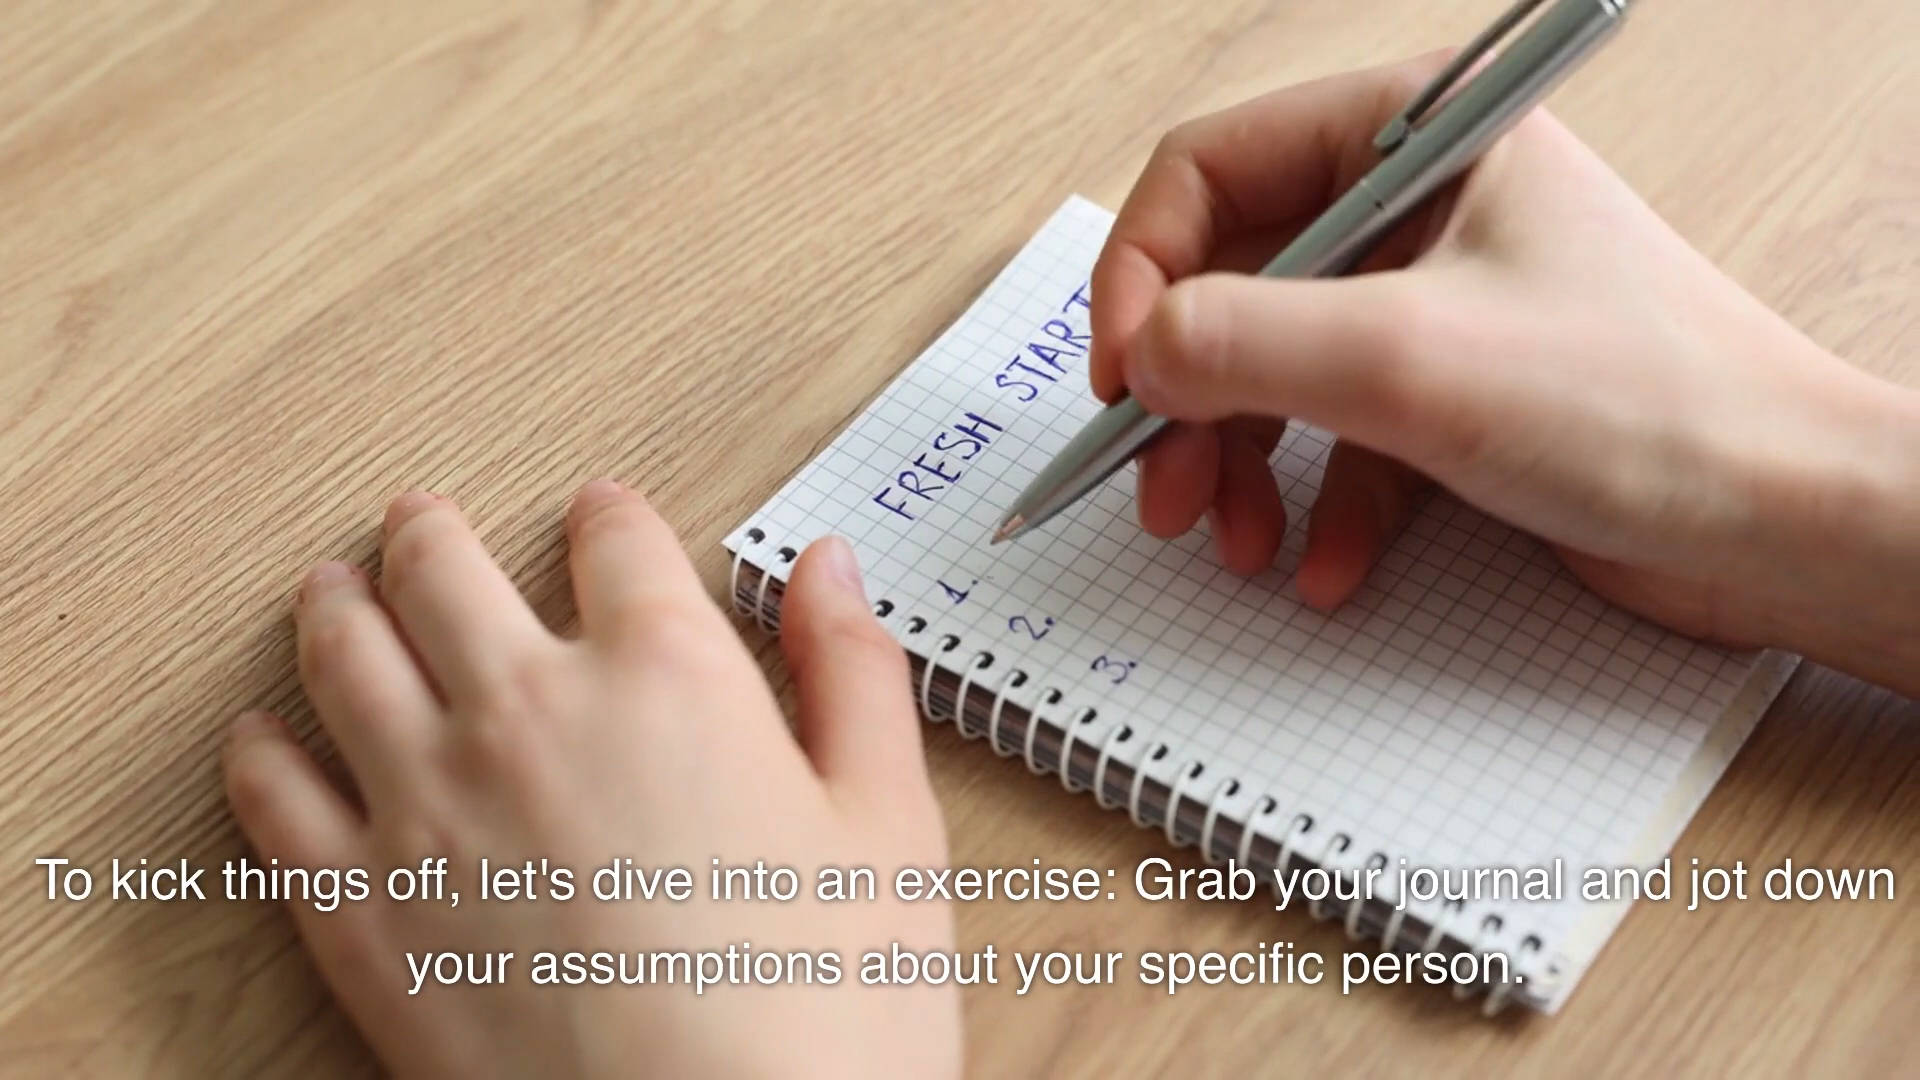 FRESH START
1.
2.
3.
To kick things off, let's dive into an exercise: Grab your journal and jot down
your assumptions about your specific person.